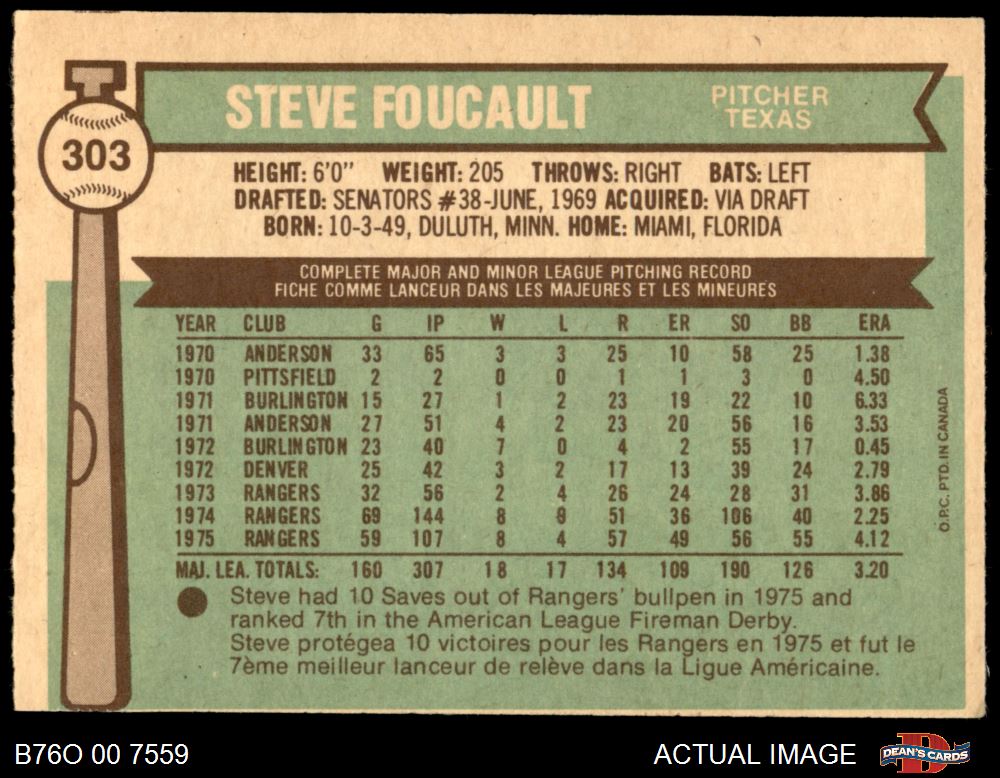 303
STEVE FOUCAULT
PITCHER
TEXAS
HEIGHT: 6'0" WEIGHT: 205 THROWS: RIGHT BATS: LEFT
DRAFTED: SENATORS #38-JUNE, 1969 ACQUIRED: VIA DRAFT
BORN: 10-3-49, DULUTH, MINN. HOME: MIAMI, FLORIDA
COMPLETE MAJOR AND MINOR LEAGUE PITCHING RECORD
FICHE COMME LANCEUR DANS LES MAJEURES ET LES MINEURES
YEAR CLUB G IP W L R ER SO BB ERA
1970 ANDERSON 33 65 3 3 25 10 58 25 1.38
1970 PITTSFIELD 2 2 0 0 1 1 3 0 4.50
1971 BURLINGTON 15 27 1 2 23 19 22 10 6.33
1971 ANDERSON 27 51 4 2 23 20 56 16 3.53
1972 BURLINGTON 23 40 7 0 4 2 55 17 0.45
1972 DENVER 25 42 3 2 17 13 39 24 2.79
1973 RANGERS 32 56 2 4 26 24 28 31 3.86
1974 RANGERS 69 144 8 9 51 36 106 40 2.25
1975 RANGERS 59 107 8 4 57 49 56 55 4.12
MAJ. LEA. TOTALS: 160 307 18 17 134 109 190 126 3.20
Steve had 10 Saves out of Rangers' bullpen in 1975 and
ranked 7th in the American League Fireman Derby.
Steve protégea 10 victoires pour les Rangers en 1975 et fut le
7ème meilleur lanceur de relève dans la Ligue Américaine.
O.P.C. PTD. IN CANADA
B76O 00 7559
ACTUAL IMAGE
DEAN'S CARDS